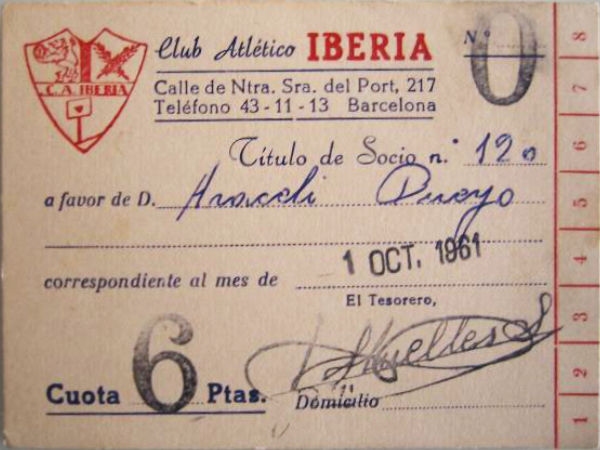 C.A. IBERIA
Club Atlético IBERIA
Nº 0
Calle de Ntra. Sra. del Port, 217
Teléfono 43-11-13 Barcelona
Título de Socio n.º 120
a favor de D. Araceli Pueyo
correspondiente al mes de 1 OCT. 1961
El Tesorero,
Cuota 6 Ptas.
Domicilio
8
7
6
5
4
3
2
1